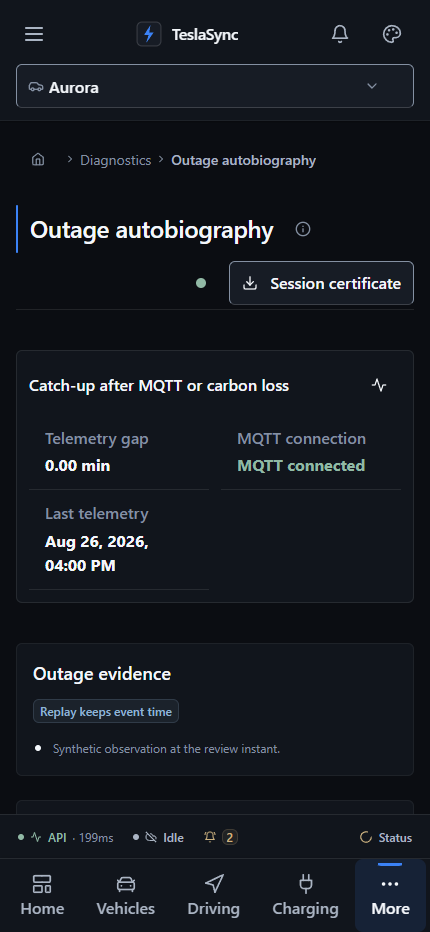 TeslaSync
Aurora
Diagnostics
Outage autobiography
Outage autobiography
Session certificate
Catch-up after MQTT or carbon loss
Telemetry gap
0.00 min
MQTT connection
MQTT connected
Last telemetry
Aug 26, 2026,
04:00 PM
Outage evidence
Replay keeps event time
Synthetic observation at the review instant.
API · 199ms
Idle
2
Status
Home
Vehicles
Driving
Charging
More